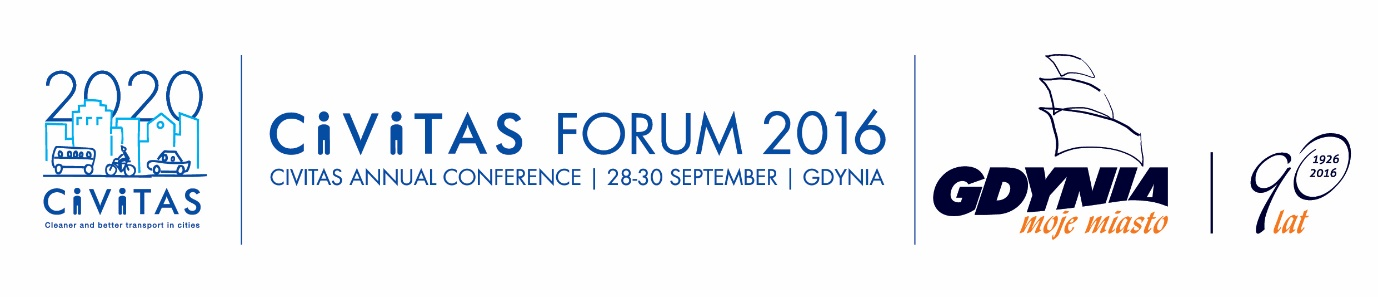 2020
CiViTAS
Cleaner and better transport in cities
CiViTAS FORUM 2016
CIVITAS ANNUAL CONFERENCE | 28-30 SEPTEMBER | GDYNIA
GDYNIA
moje miasto
90
1926
2016
lat